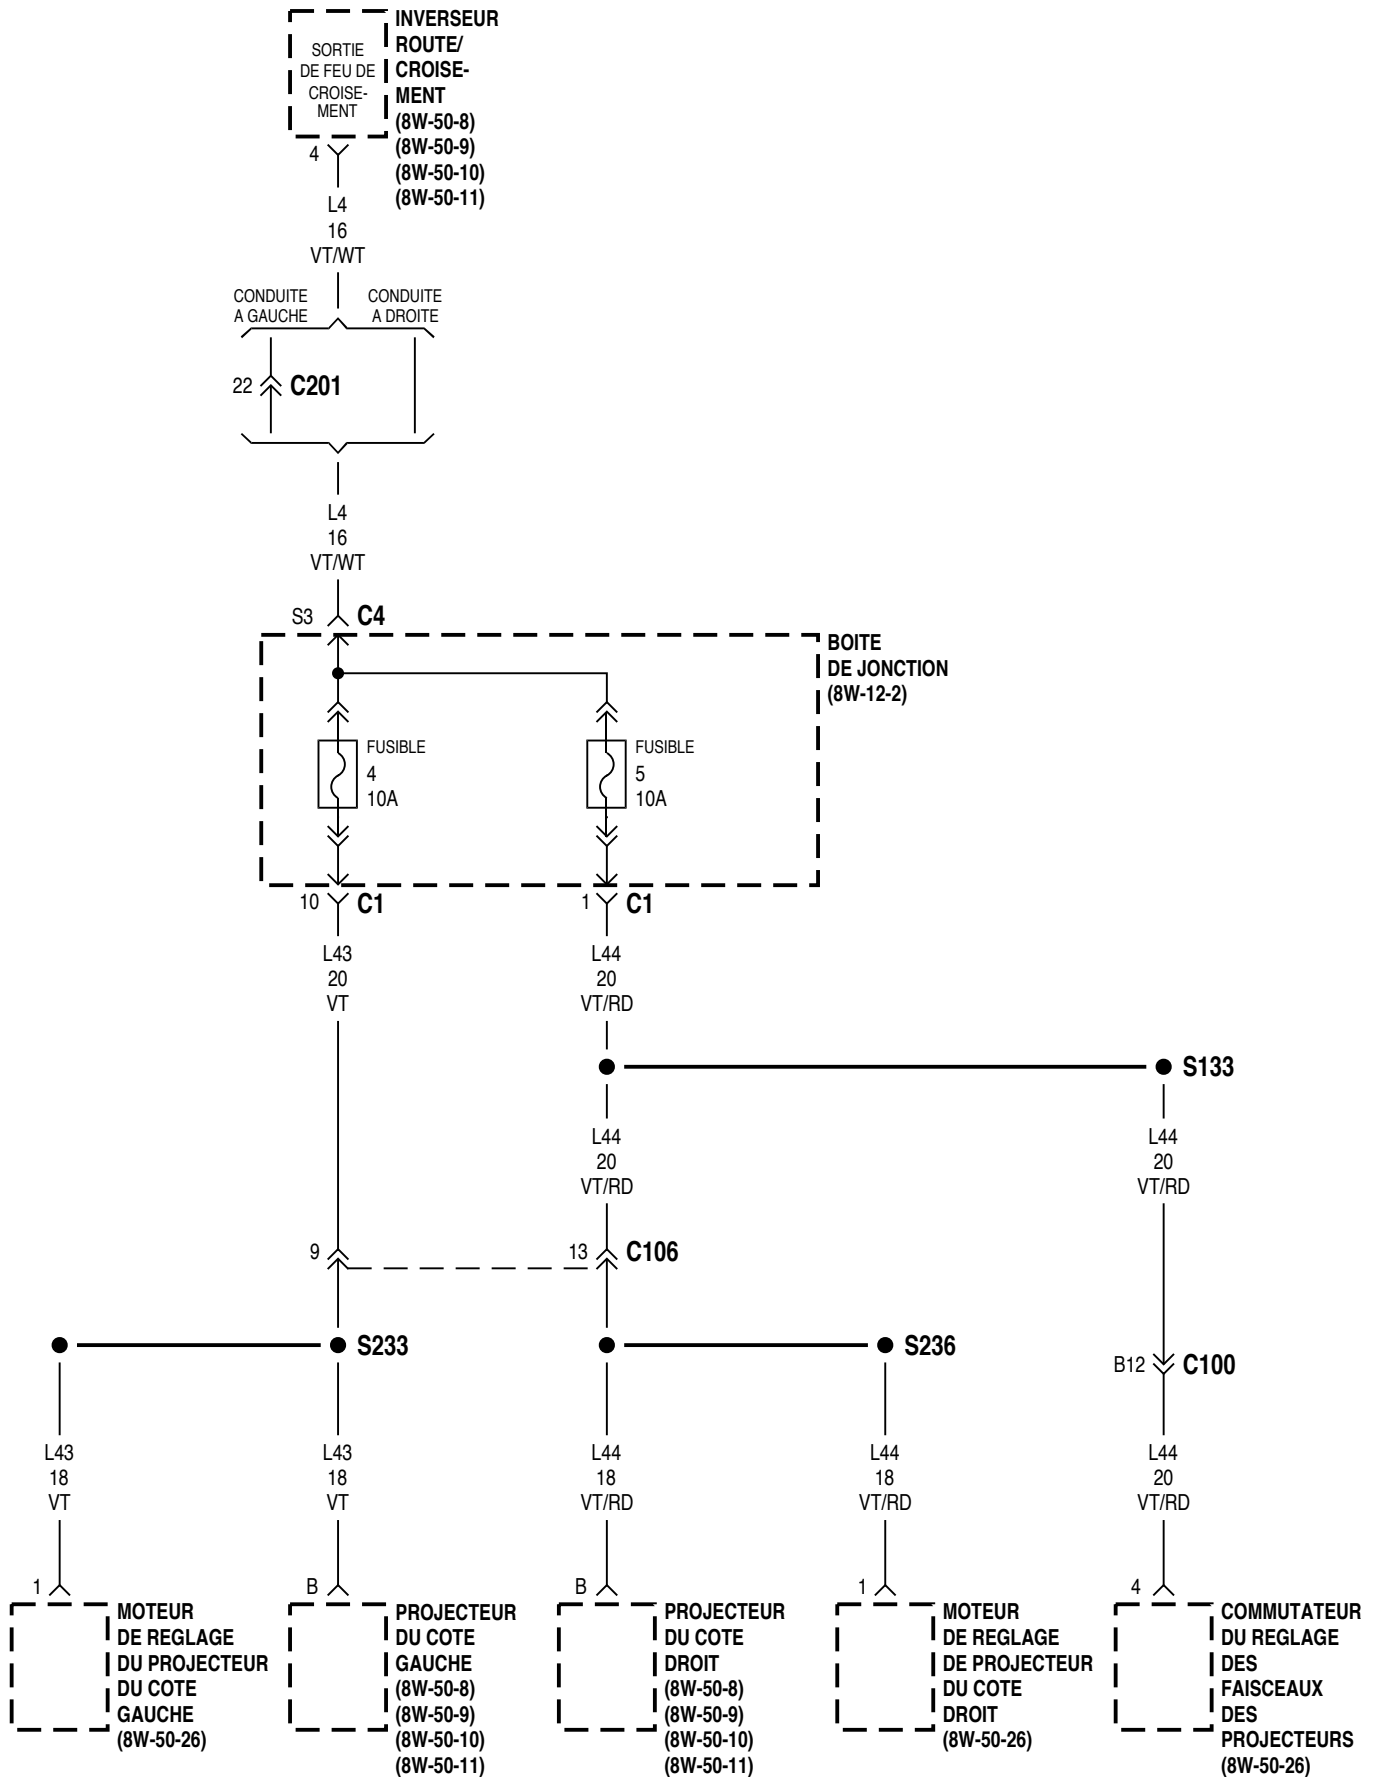 SORTIE
DE FEU DE
CROISE-
MENT
INVERSEUR
ROUTE/
CROISE-
MENT
(8W-50-8)
(8W-50-9)
(8W-50-10)
(8W-50-11)
4
L4
16
VT/WT
CONDUITE
A GAUCHE
CONDUITE
A DROITE
22
C201
L4
16
VT/WT
S3
C4
BOITE
DE JONCTION
(8W-12-2)
FUSIBLE
4
10A
FUSIBLE
5
10A
10
C1
1
C1
L43
20
VT
L44
20
VT/RD
S133
L44
20
VT/RD
L44
20
VT/RD
9
13
C106
S233
S236
B12
C100
L43
18
VT
L43
18
VT
L44
18
VT/RD
L44
18
VT/RD
L44
20
VT/RD
1
B
B
1
4
MOTEUR
DE REGLAGE
DU PROJECTEUR
DU COTE
GAUCHE
(8W-50-26)
PROJECTEUR
DU COTE
GAUCHE
(8W-50-8)
(8W-50-9)
(8W-50-10)
(8W-50-11)
PROJECTEUR
DU COTE
DROIT
(8W-50-8)
(8W-50-9)
(8W-50-10)
(8W-50-11)
MOTEUR
DE REGLAGE
DE PROJECTEUR
DU COTE
DROIT
(8W-50-26)
COMMUTATEUR
DU REGLAGE
DES
FAISCEAUX
DES
PROJECTEURS
(8W-50-26)